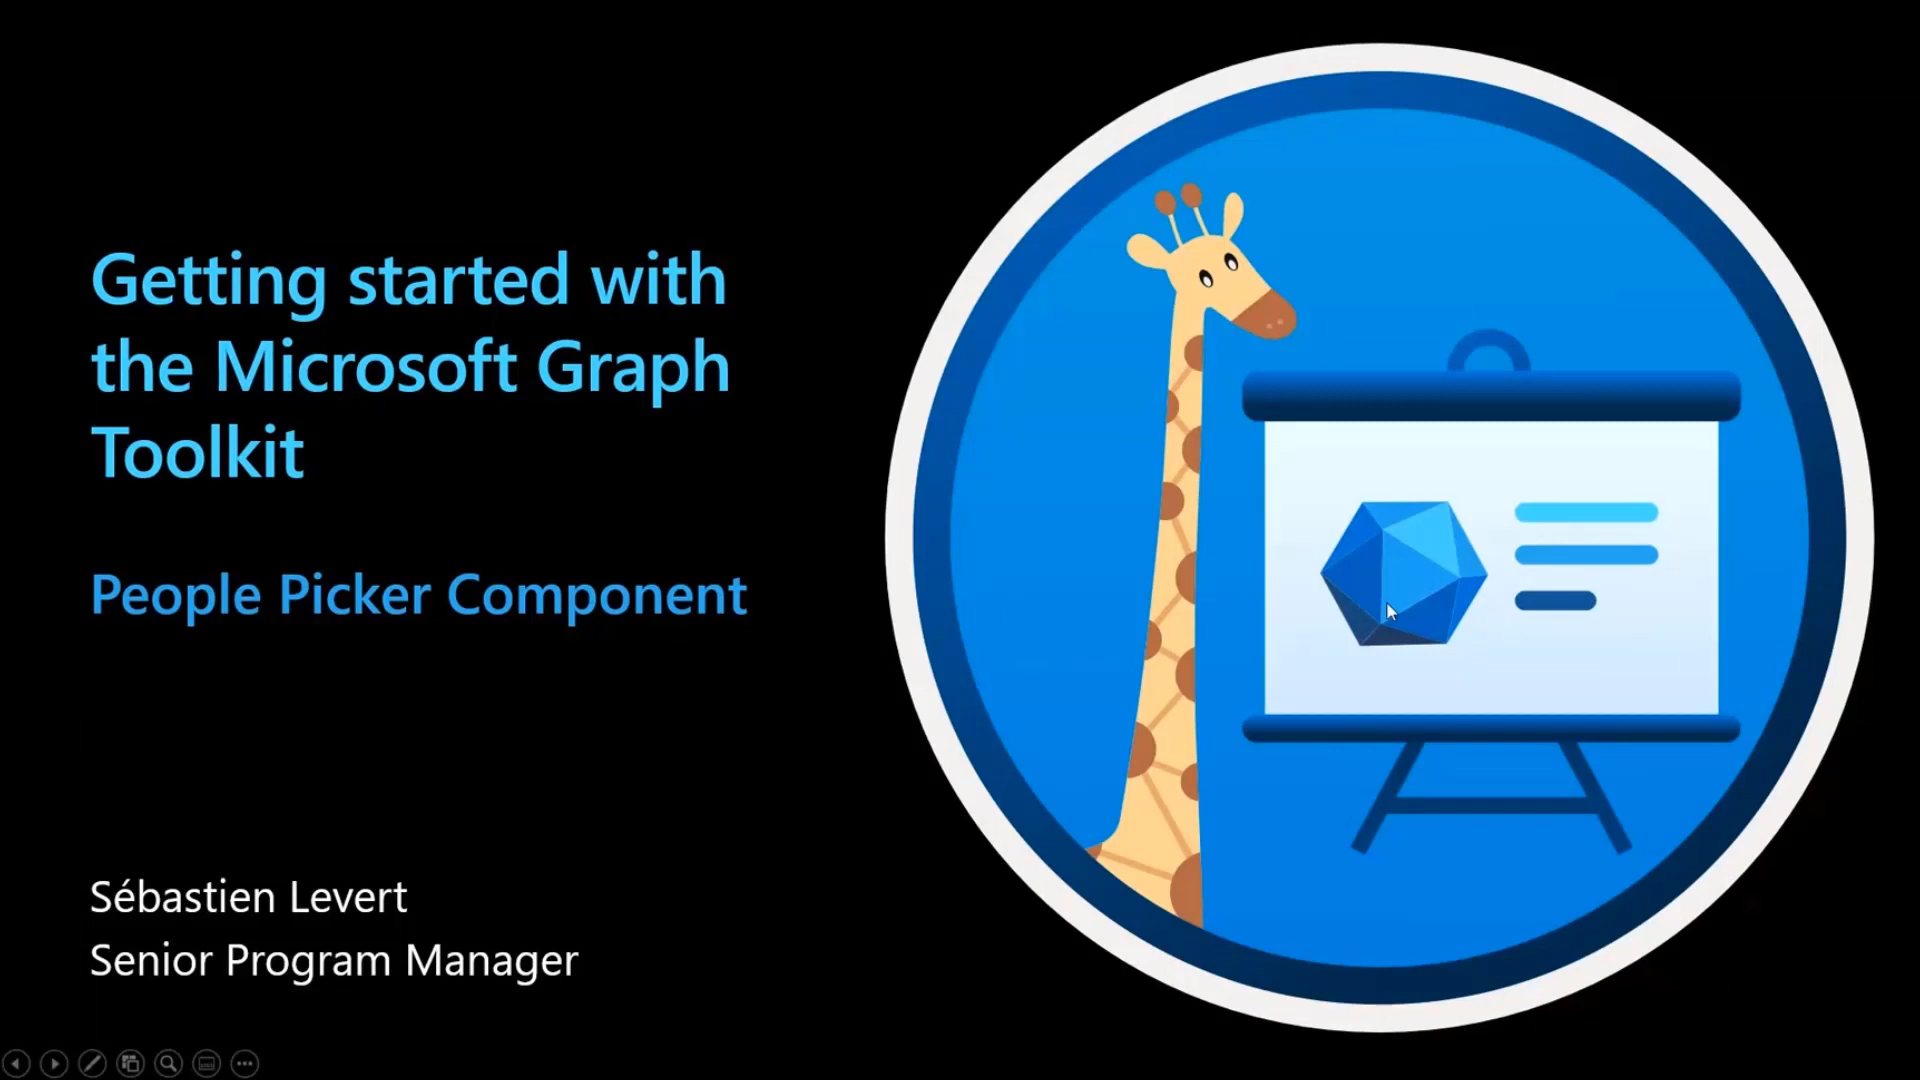 Getting started with
the Microsoft Graph
Toolkit
People Picker Component
Sébastien Levert
Senior Program Manager